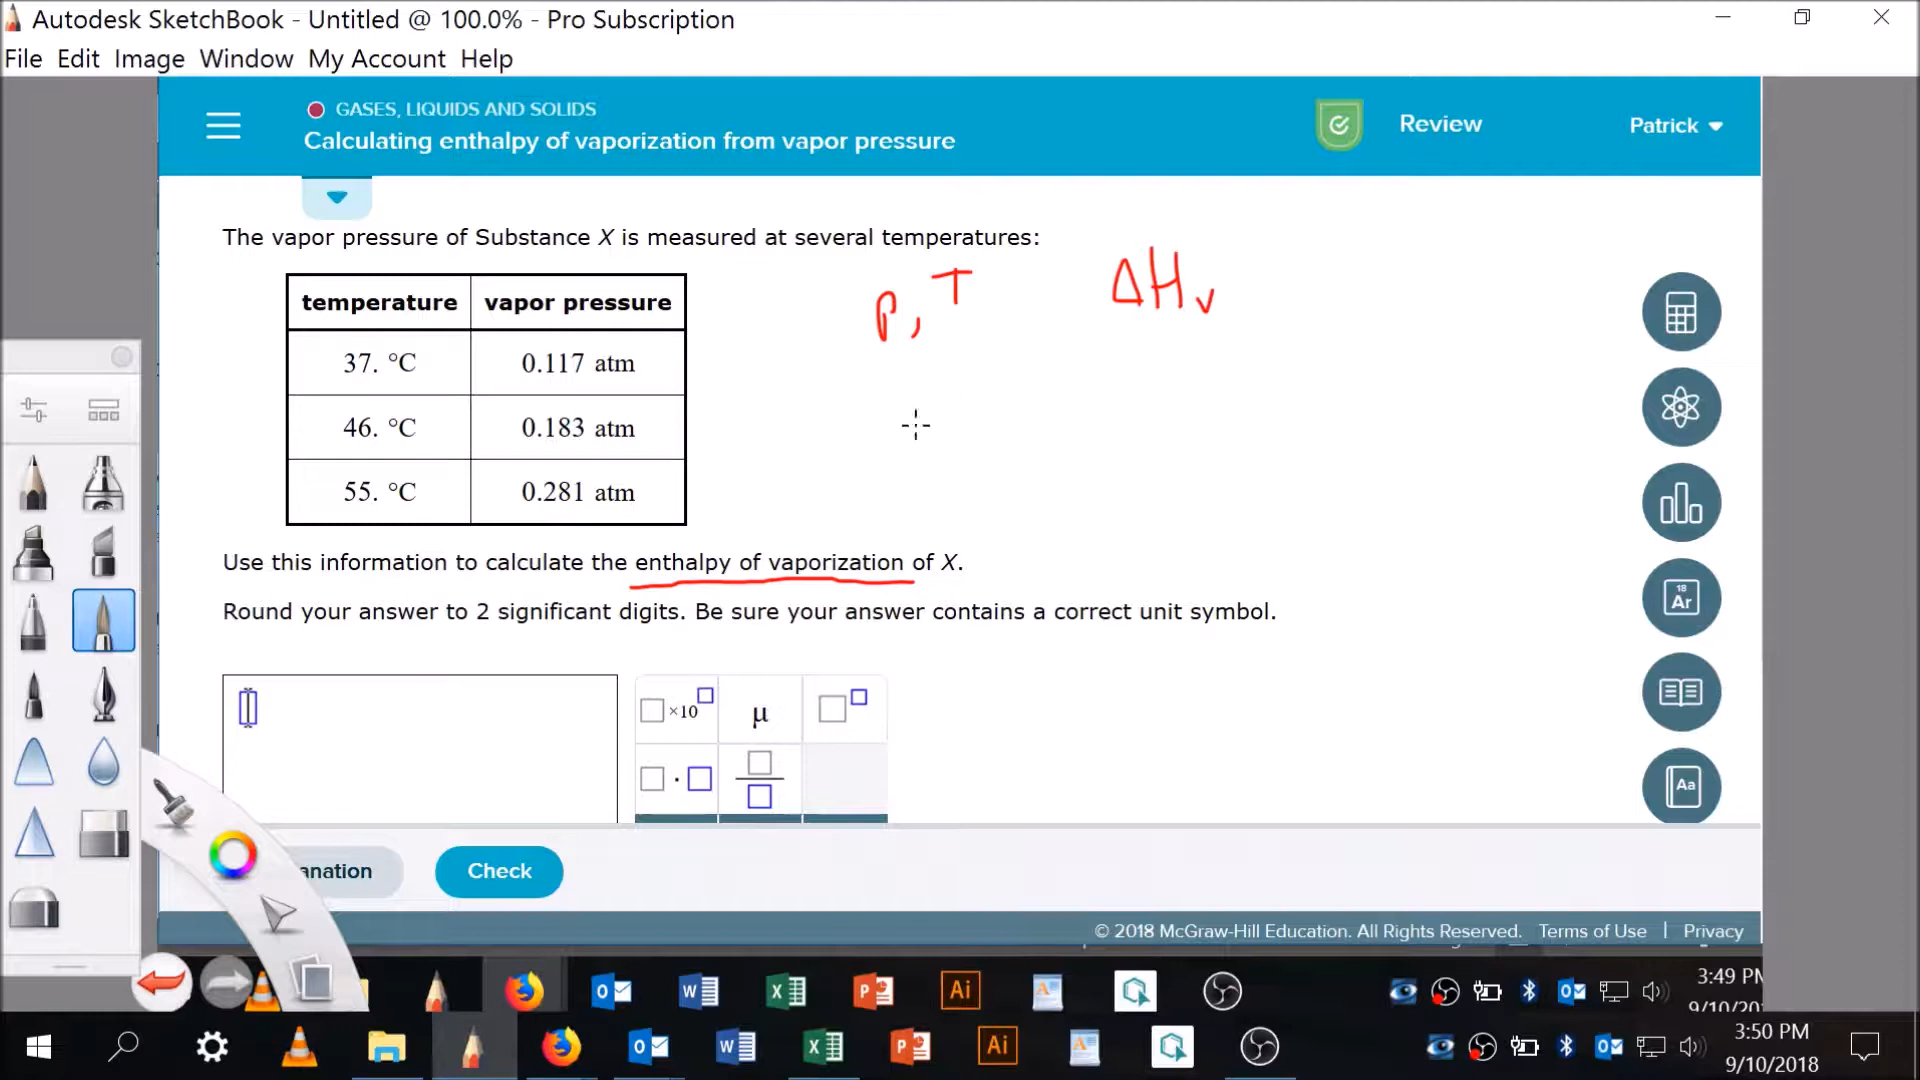 Autodesk SketchBook - Untitled @ 100.0% - Pro Subscription
File Edit Image Window My Account Help
GASES, LIQUIDS AND SOLIDS
Calculating enthalpy of vaporization from vapor pressure
Review
Patrick
The vapor pressure of Substance X is measured at several temperatures:
P, T ΔHv
temperature vapor pressure
37. °C 0.117 atm
46. °C 0.183 atm
55. °C 0.281 atm
Use this information to calculate the enthalpy of vaporization of X.
Round your answer to 2 significant digits. Be sure your answer contains a correct unit symbol.
×10 μ
18
Ar
Aa
anation
Check
© 2018 McGraw-Hill Education. All Rights Reserved. Terms of Use | Privacy
Ai
3:49 PM
9/10/20
Ai
3:50 PM
9/10/2018